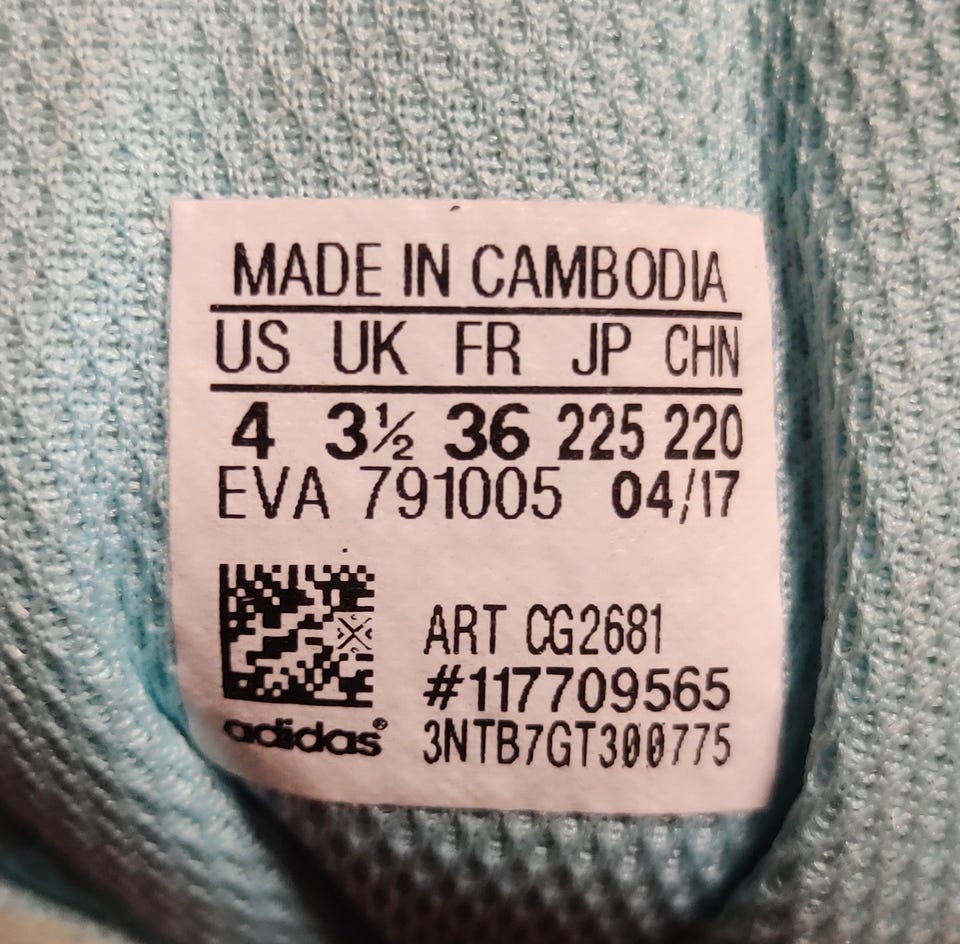 MADE IN CAMBODIA
US UK FR JP CHN
4 3½ 36 225 220
EVA 791005 04/17
ART CG2681
#117709565
adidas® 3NTB7GT300775